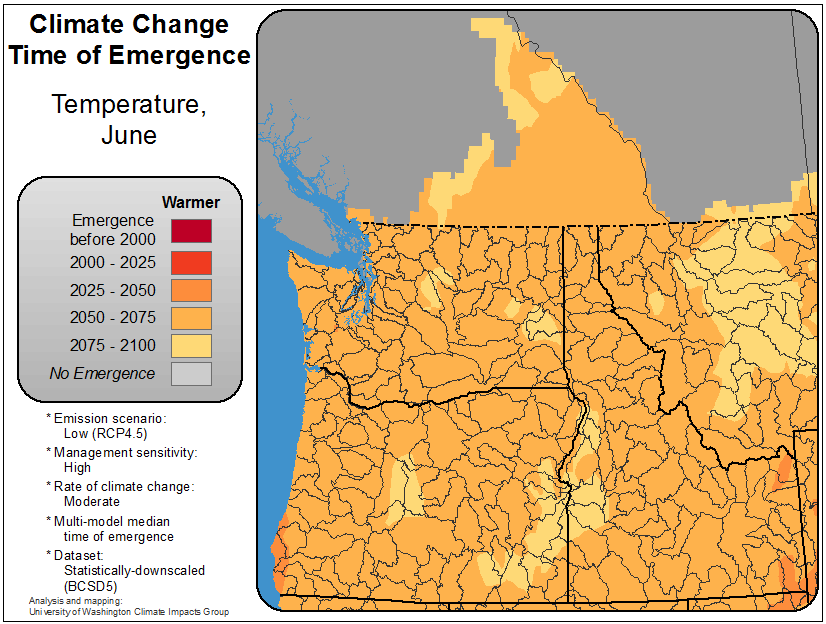 Climate Change
Time of Emergence
Temperature,
June
Warmer
Emergence
before 2000
2000 - 2025
2025 - 2050
2050 - 2075
2075 - 2100
No Emergence
* Emission scenario:
Low (RCP4.5)
* Management sensitivity:
High
* Rate of climate change:
Moderate
* Multi-model median
time of emergence
* Dataset:
Statistically-downscaled
(BCSD5)
Analysis and mapping:
University of Washington Climate Impacts Group